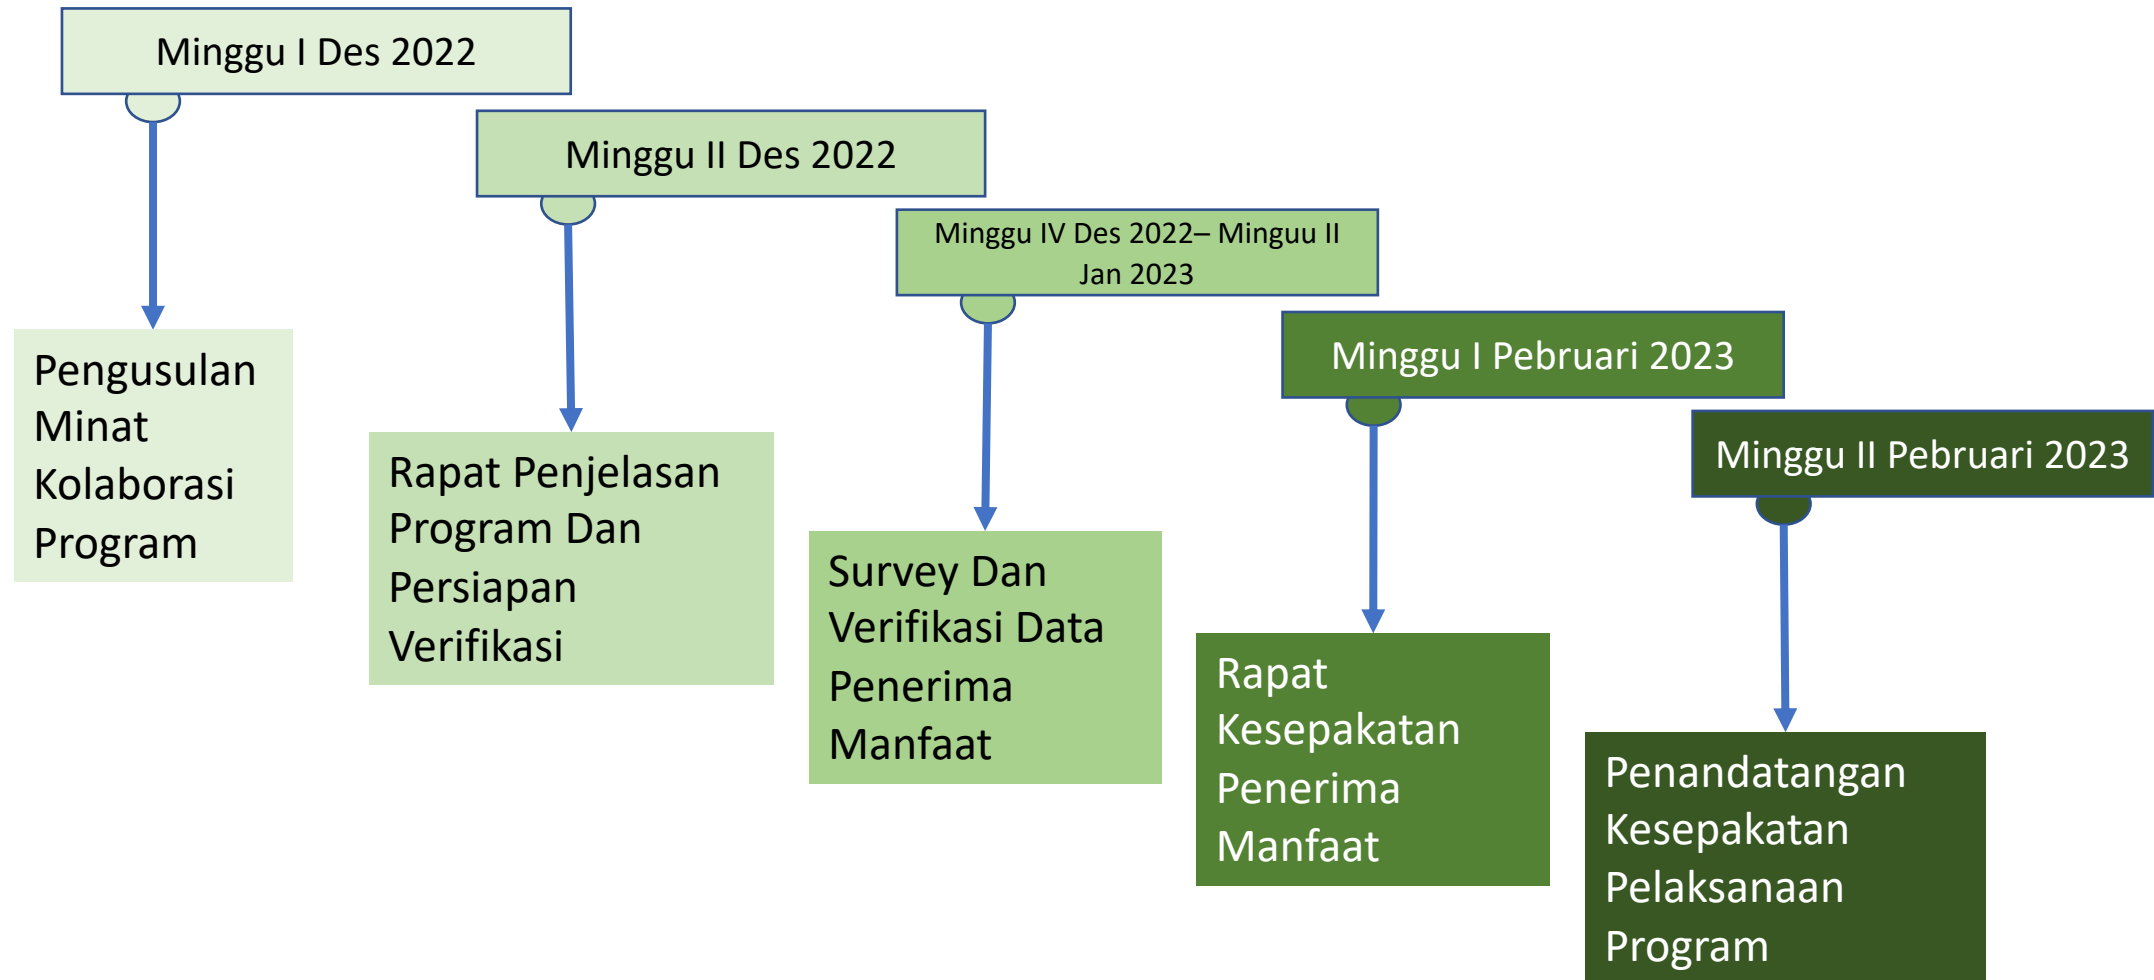 Minggu I Des 2022
Pengusulan
Minat
Kolaborasi
Program
Minggu II Des 2022
Rapat Penjelasan
Program Dan
Persiapan
Verifikasi
Minggu IV Des 2022– Minguu II
Jan 2023
Survey Dan
Verifikasi Data
Penerima
Manfaat
Minggu I Pebruari 2023
Rapat
Kesepakatan
Penerima
Manfaat
Minggu II Pebruari 2023
Penandatangan
Kesepakatan
Pelaksanaan
Program